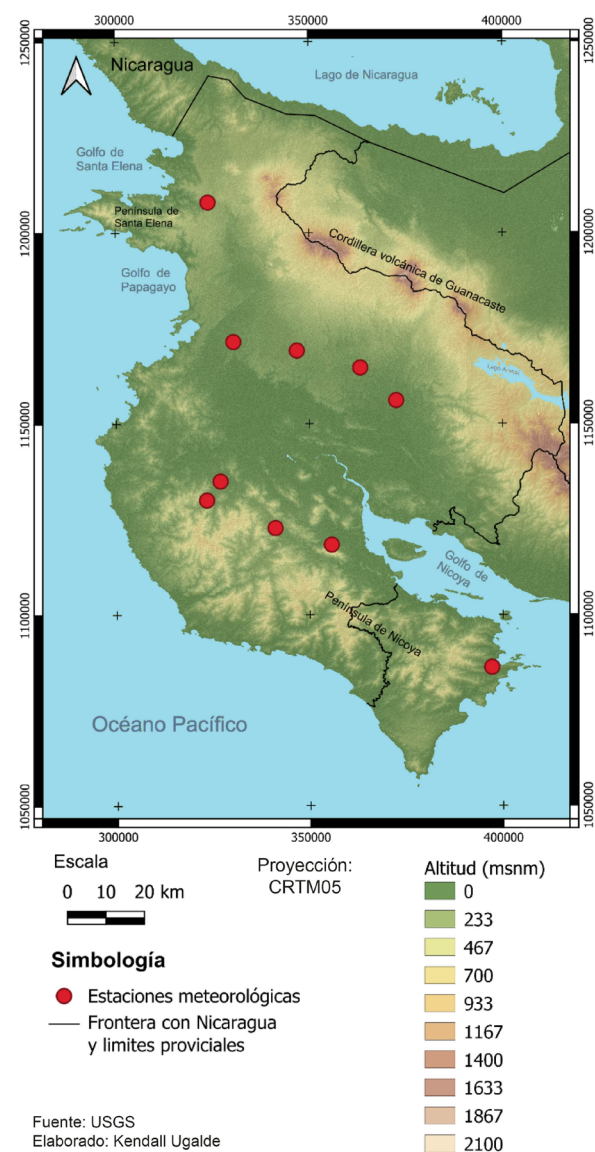 300000 350000 400000
1250000
1250000
Nicaragua
Lago de Nicaragua
Golfo de
Santa Elena
Península de
Santa Elena
1200000
1200000
Cordillera volcánica de Guanacaste
Golfo de
Papagayo
Lago Arenal
1150000
1150000
Golfo de
Nicoya
Península de Nicoya
1100000
1100000
Océano Pacífico
1050000
1050000
300000 350000 400000
Escala
0 10 20 km
Proyección:
CRTM05
Altitud (msnm)
0
233
467
700
933
1167
1400
1633
1867
2100
Simbología
Estaciones meteorológicas
Frontera con Nicaragua
y limites proviciales
Fuente: USGS
Elaborado: Kendall Ugalde